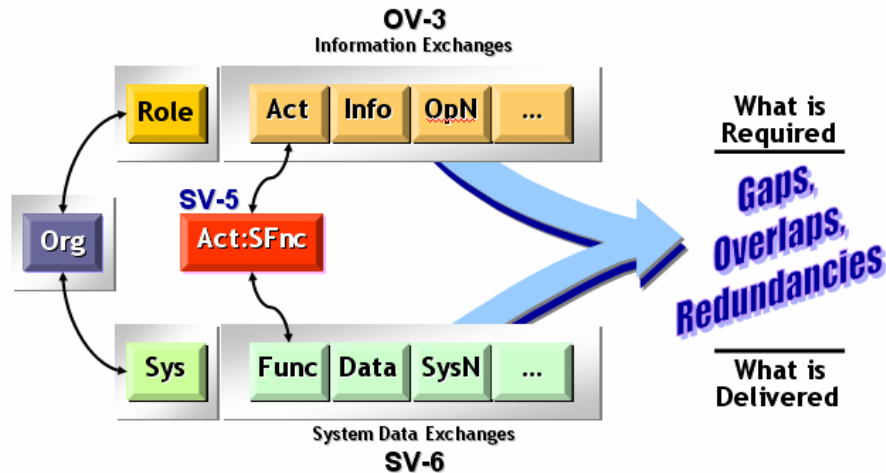 OV-3
Information Exchanges
Role
Act
Info
OpN
...
What is
Required
SV-5
Org
Act:SFnc
Gaps,
Overlaps,
Redundancies
Sys
Func
Data
SysN
...
What is
Delivered
System Data Exchanges
SV-6